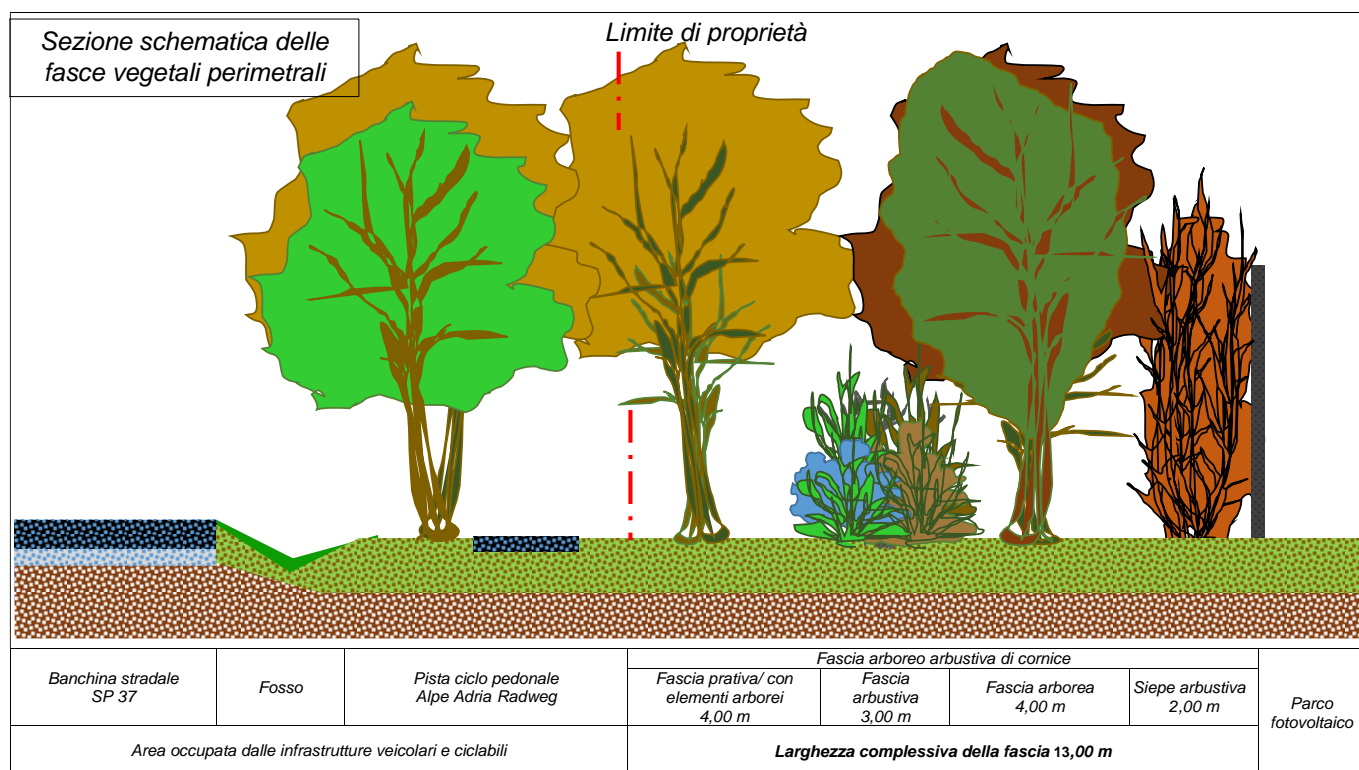 Sezione schematica delle
fasce vegetali perimetrali
Limite di proprietà
Banchina stradale
SP 37
Fosso
Pista ciclo pedonale
Alpe Adria Radweg
Fascia arboreo arbustiva di cornice
Fascia prativa/ con
elementi arborei
4,00 m
Fascia
arbustiva
3,00 m
Fascia arborea
4,00 m
Siepe arbustiva
2,00 m
Parco
fotovoltaico
Area occupata dalle infrastrutture veicolari e ciclabili
Larghezza complessiva della fascia 13,00 m